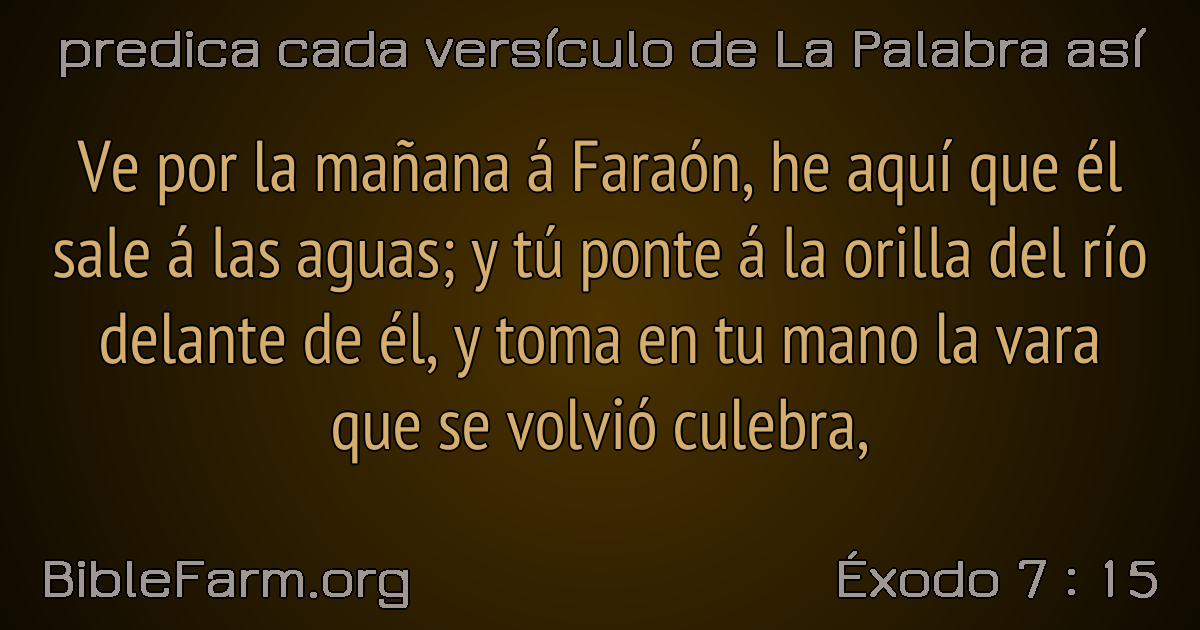 predica cada versículo de La Palabra así
Ve por la mañana á Faraón, he aquí que él
sale á las aguas; y tú ponte á la orilla del río
delante de él, y toma en tu mano la vara
que se volvió culebra,
BibleFarm.org
Éxodo 7 : 15